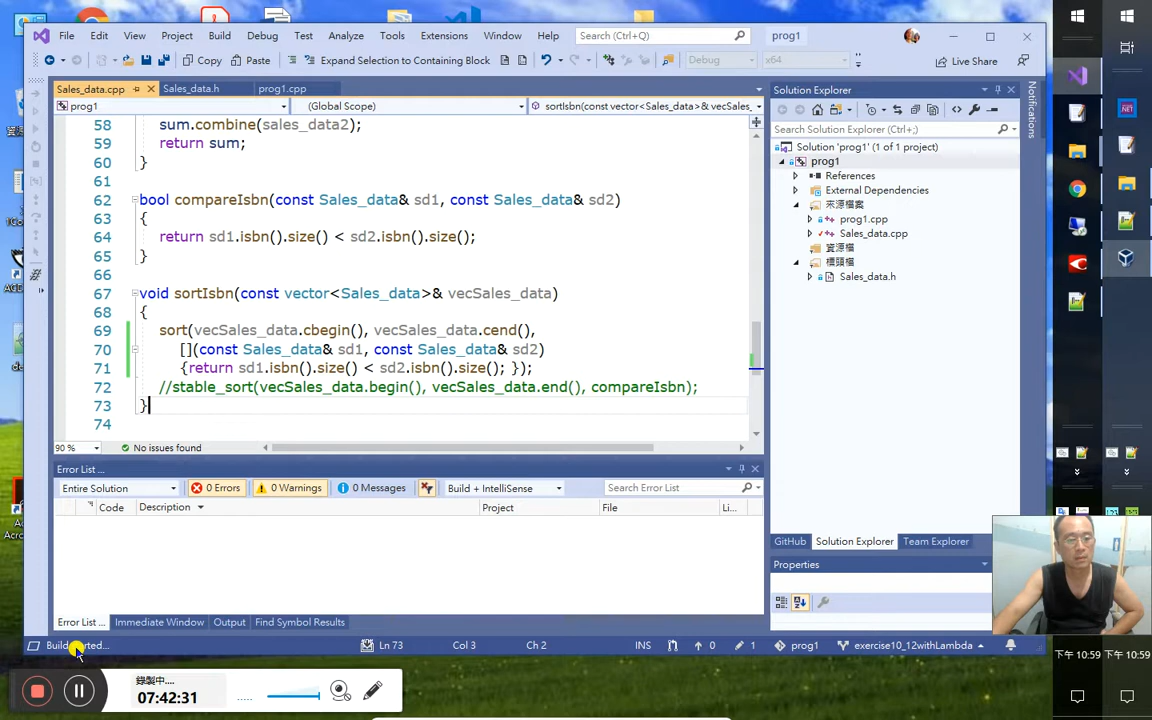 File Edit View Project Build Debug Test Analyze Tools Extensions Window Help Search (Ctrl+Q) prog1
Copy Paste Expand Selection to Containing Block Debug x64 Live Share
Sales_data.cpp Sales_data.h prog1.cpp
prog1 (Global Scope) sortIsbn(const vector<Sales_data>& vecSales_
58 sum.combine(sales_data2);
59 return sum;
60 }
61
62 bool compareIsbn(const Sales_data& sd1, const Sales_data& sd2)
63 {
64 return sd1.isbn().size() < sd2.isbn().size();
65 }
66
67 void sortIsbn(const vector<Sales_data>& vecSales_data)
68 {
69 sort(vecSales_data.cbegin(), vecSales_data.cend(),
70 [](const Sales_data& sd1, const Sales_data& sd2)
71 {return sd1.isbn().size() < sd2.isbn().size(); });
72 //stable_sort(vecSales_data.begin(), vecSales_data.end(), compareIsbn);
73 }
74
90 % No issues found
Error List ...
Entire Solution 0 Errors 0 Warnings 0 Messages Build + IntelliSense Search Error List
Code Description Project File Li...
Error List ... Immediate Window Output Find Symbol Results
Solution Explorer
Search Solution Explorer (Ctrl+;)
Solution 'prog1' (1 of 1 project)
prog1
References
External Dependencies
來源檔案
prog1.cpp
Sales_data.cpp
資源檔
標頭檔
Sales_data.h
GitHub Solution Explorer Team Explorer
Properties
Notifications
Ln 73 Col 3 Ch 2 INS 0 1 prog1 exercise10_12withLambda
錄製中....
07:42:31
下午 10:59 下午 10:59